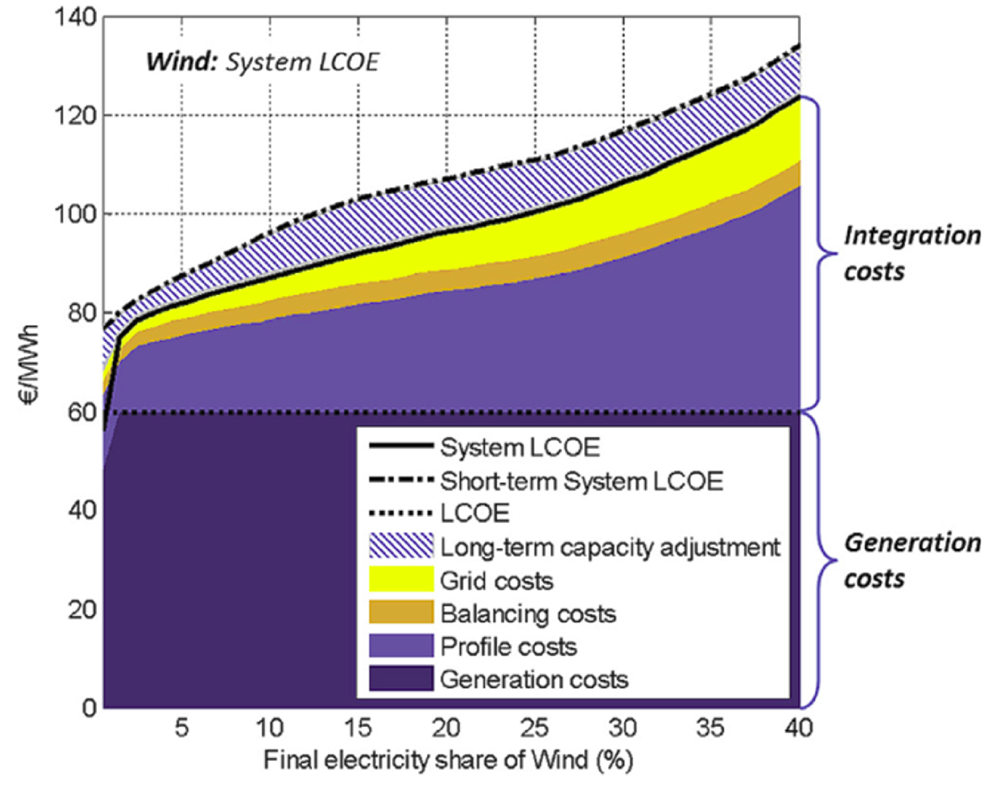 Wind: System LCOE
140
120
100
80
60
40
20
0
€/MWh
5 10 15 20 25 30 35 40
Final electricity share of Wind (%)
System LCOE
Short-term System LCOE
LCOE
Long-term capacity adjustment
Grid costs
Balancing costs
Profile costs
Generation costs
Integration
costs
Generation
costs